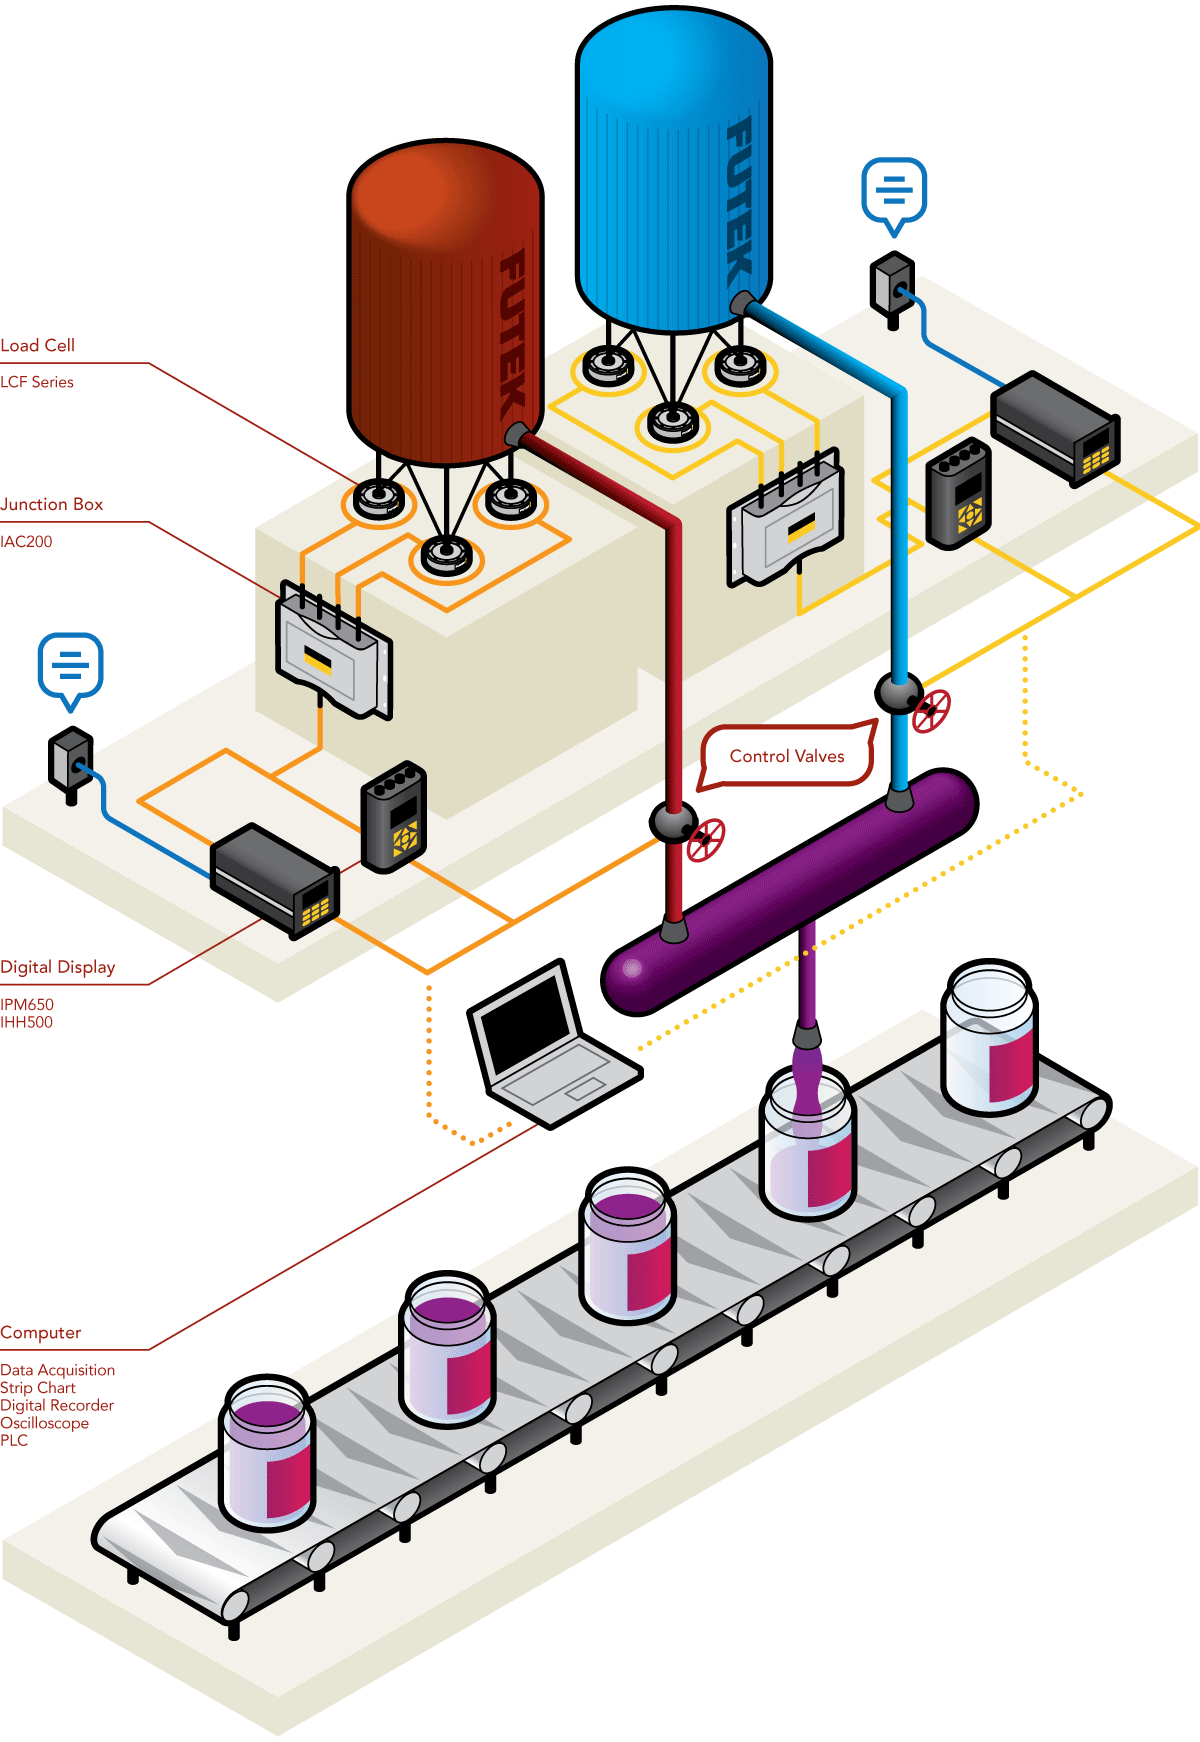 FUTEK
FUTEK
Load Cell
LCF Series
Junction Box
IAC200
Control Valves
Digital Display
IPM650
IHH500
Computer
Data Acquisition
Strip Chart
Digital Recorder
Oscilloscope
PLC